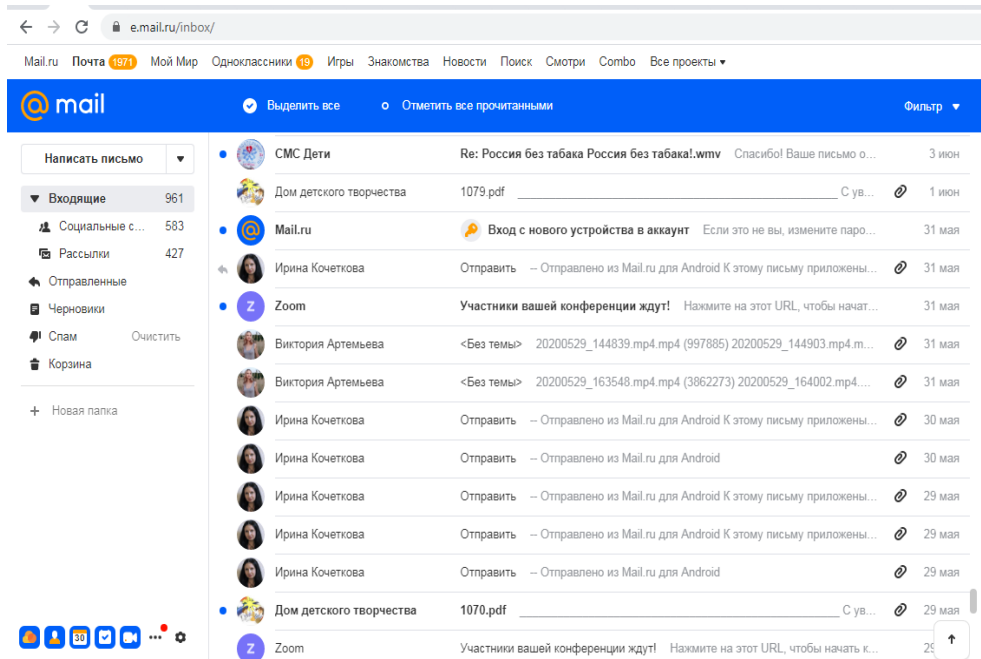 e.mail.ru/inbox/
Mail.ru Почта 1971 Мой Мир Одноклассники 19 Игры Знакомства Новости Поиск Смотри Combo Все проекты
mail Выделить все Отметить все прочитанными Фильтр
Написать письмо
Входящие 961
Социальные с... 583
Рассылки 427
Отправленные
Черновики
Спам Очистить
Корзина
+ Новая папка
СМС Дети Re: Россия без табака Россия без табака!.wmv Спасибо! Ваше письмо о... 3 июн
Дом детского творчества 1079.pdf С ув... 1 июн
Mail.ru Вход с нового устройства в аккаунт Если это не вы, измените паро... 31 мая
Ирина Кочеткова Отправить -- Отправлено из Mail.ru для Android К этому письму приложены... 31 мая
Z Zoom Участники вашей конференции ждут! Нажмите на этот URL, чтобы начат... 31 мая
Виктория Артемьева <Без темы> 20200529_144839.mp4.mp4 (997885) 20200529_144903.mp4.m... 31 мая
Виктория Артемьева <Без темы> 20200529_163548.mp4.mp4 (3862273) 20200529_164002.mp4.... 31 мая
Ирина Кочеткова Отправить -- Отправлено из Mail.ru для Android К этому письму приложены... 30 мая
Ирина Кочеткова Отправить -- Отправлено из Mail.ru для Android 30 мая
Ирина Кочеткова Отправить -- Отправлено из Mail.ru для Android К этому письму приложены... 29 мая
Ирина Кочеткова Отправить -- Отправлено из Mail.ru для Android К этому письму приложены... 29 мая
Ирина Кочеткова Отправить -- Отправлено из Mail.ru для Android 29 мая
Дом детского творчества 1070.pdf С ув... 29 мая
Z Zoom Участники вашей конференции ждут! Нажмите на этот URL, чтобы начать к...
30